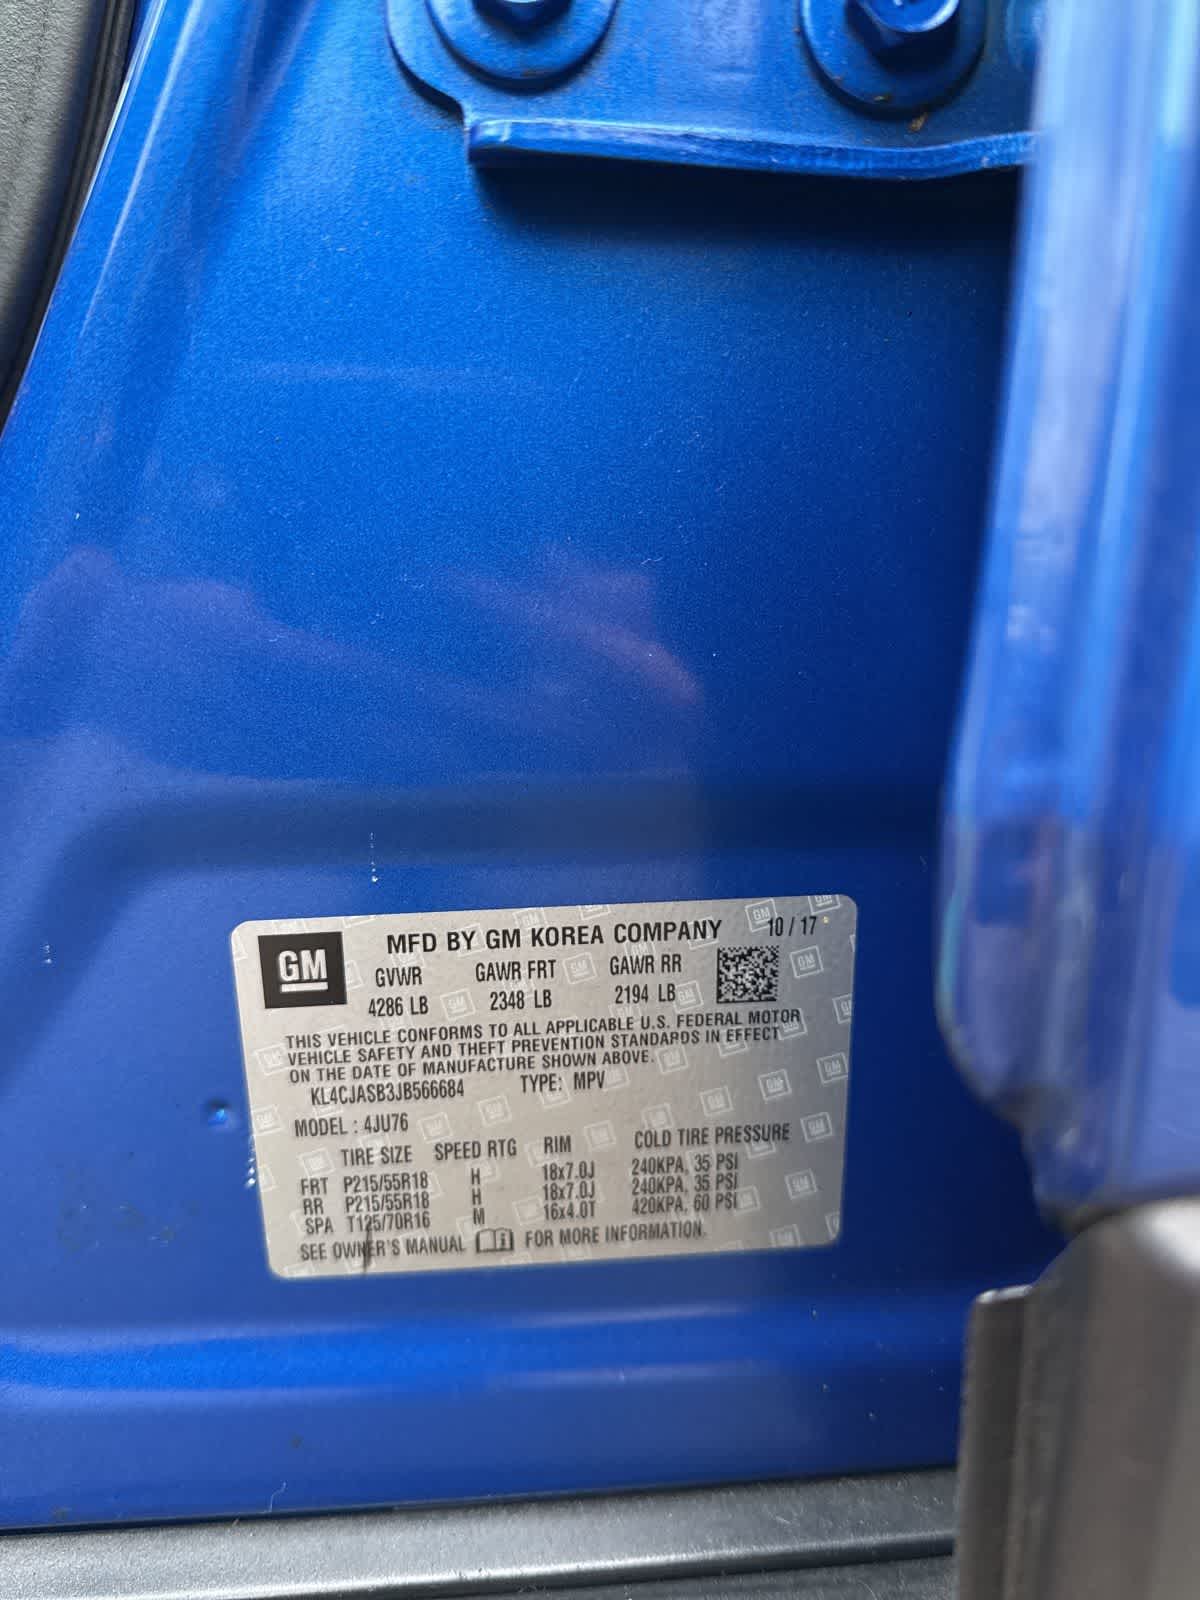 GM
MFD BY GM KOREA COMPANY 10 / 17
GVWR GAWR FRT GAWR RR
4286 LB 2348 LB 2194 LB
THIS VEHICLE CONFORMS TO ALL APPLICABLE U.S. FEDERAL MOTOR
VEHICLE SAFETY AND THEFT PREVENTION STANDARDS IN EFFECT
ON THE DATE OF MANUFACTURE SHOWN ABOVE.
KL4CJASB3JB566684 TYPE: MPV
MODEL : 4JU76
TIRE SIZE SPEED RTG RIM COLD TIRE PRESSURE
FRT P215/55R18 H 18x7.0J 240KPA, 35 PSI
RR P215/55R18 H 18x7.0J 240KPA, 35 PSI
SPA T125/70R16 M 16x4.0T 420KPA, 60 PSI
SEE OWNER'S MANUAL FOR MORE INFORMATION.